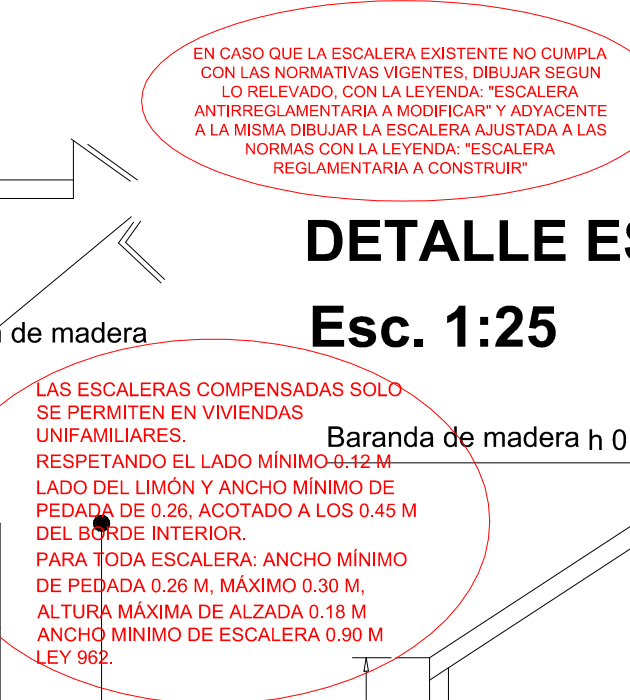 EN CASO QUE LA ESCALERA EXISTENTE NO CUMPLA
CON LAS NORMATIVAS VIGENTES, DIBUJAR SEGUN
LO RELEVADO, CON LA LEYENDA: "ESCALERA
ANTIRREGLAMENTARIA A MODIFICAR" Y ADYACENTE
A LA MISMA DIBUJAR LA ESCALERA AJUSTADA A LAS
NORMAS CON LA LEYENDA: "ESCALERA
REGLAMENTARIA A CONSTRUIR"
DETALLE ES
Esc. 1:25
de madera
LAS ESCALERAS COMPENSADAS SOLO
SE PERMITEN EN VIVIENDAS
UNIFAMILIARES.
Baranda de madera h 0
RESPETANDO EL LADO MÍNIMO 0.12 M
LADO DEL LIMÓN Y ANCHO MÍNIMO DE
PEDADA DE 0.26, ACOTADO A LOS 0.45 M
DEL BORDE INTERIOR.
PARA TODA ESCALERA: ANCHO MÍNIMO
DE PEDADA 0.26 M, MÁXIMO 0.30 M,
ALTURA MÁXIMA DE ALZADA 0.18 M
ANCHO MINIMO DE ESCALERA 0.90 M
LEY 962.